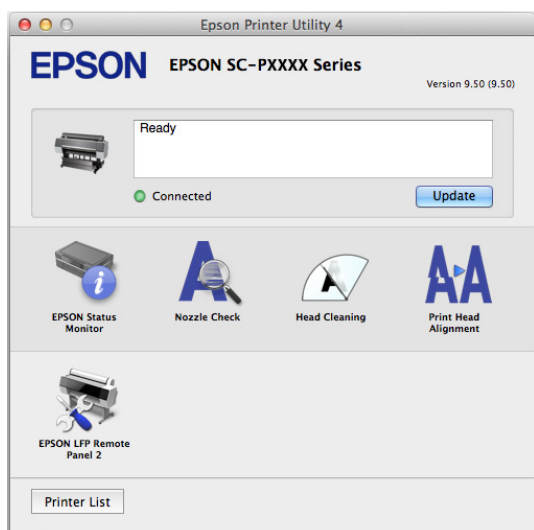 Epson Printer Utility 4
EPSON EPSON SC-PXXXX Series
Version 9.50 (9.50)
Ready
Connected Update
EPSON Status
Monitor
Nozzle Check
Head Cleaning
Print Head
Alignment
EPSON LFP Remote
Panel 2
Printer List